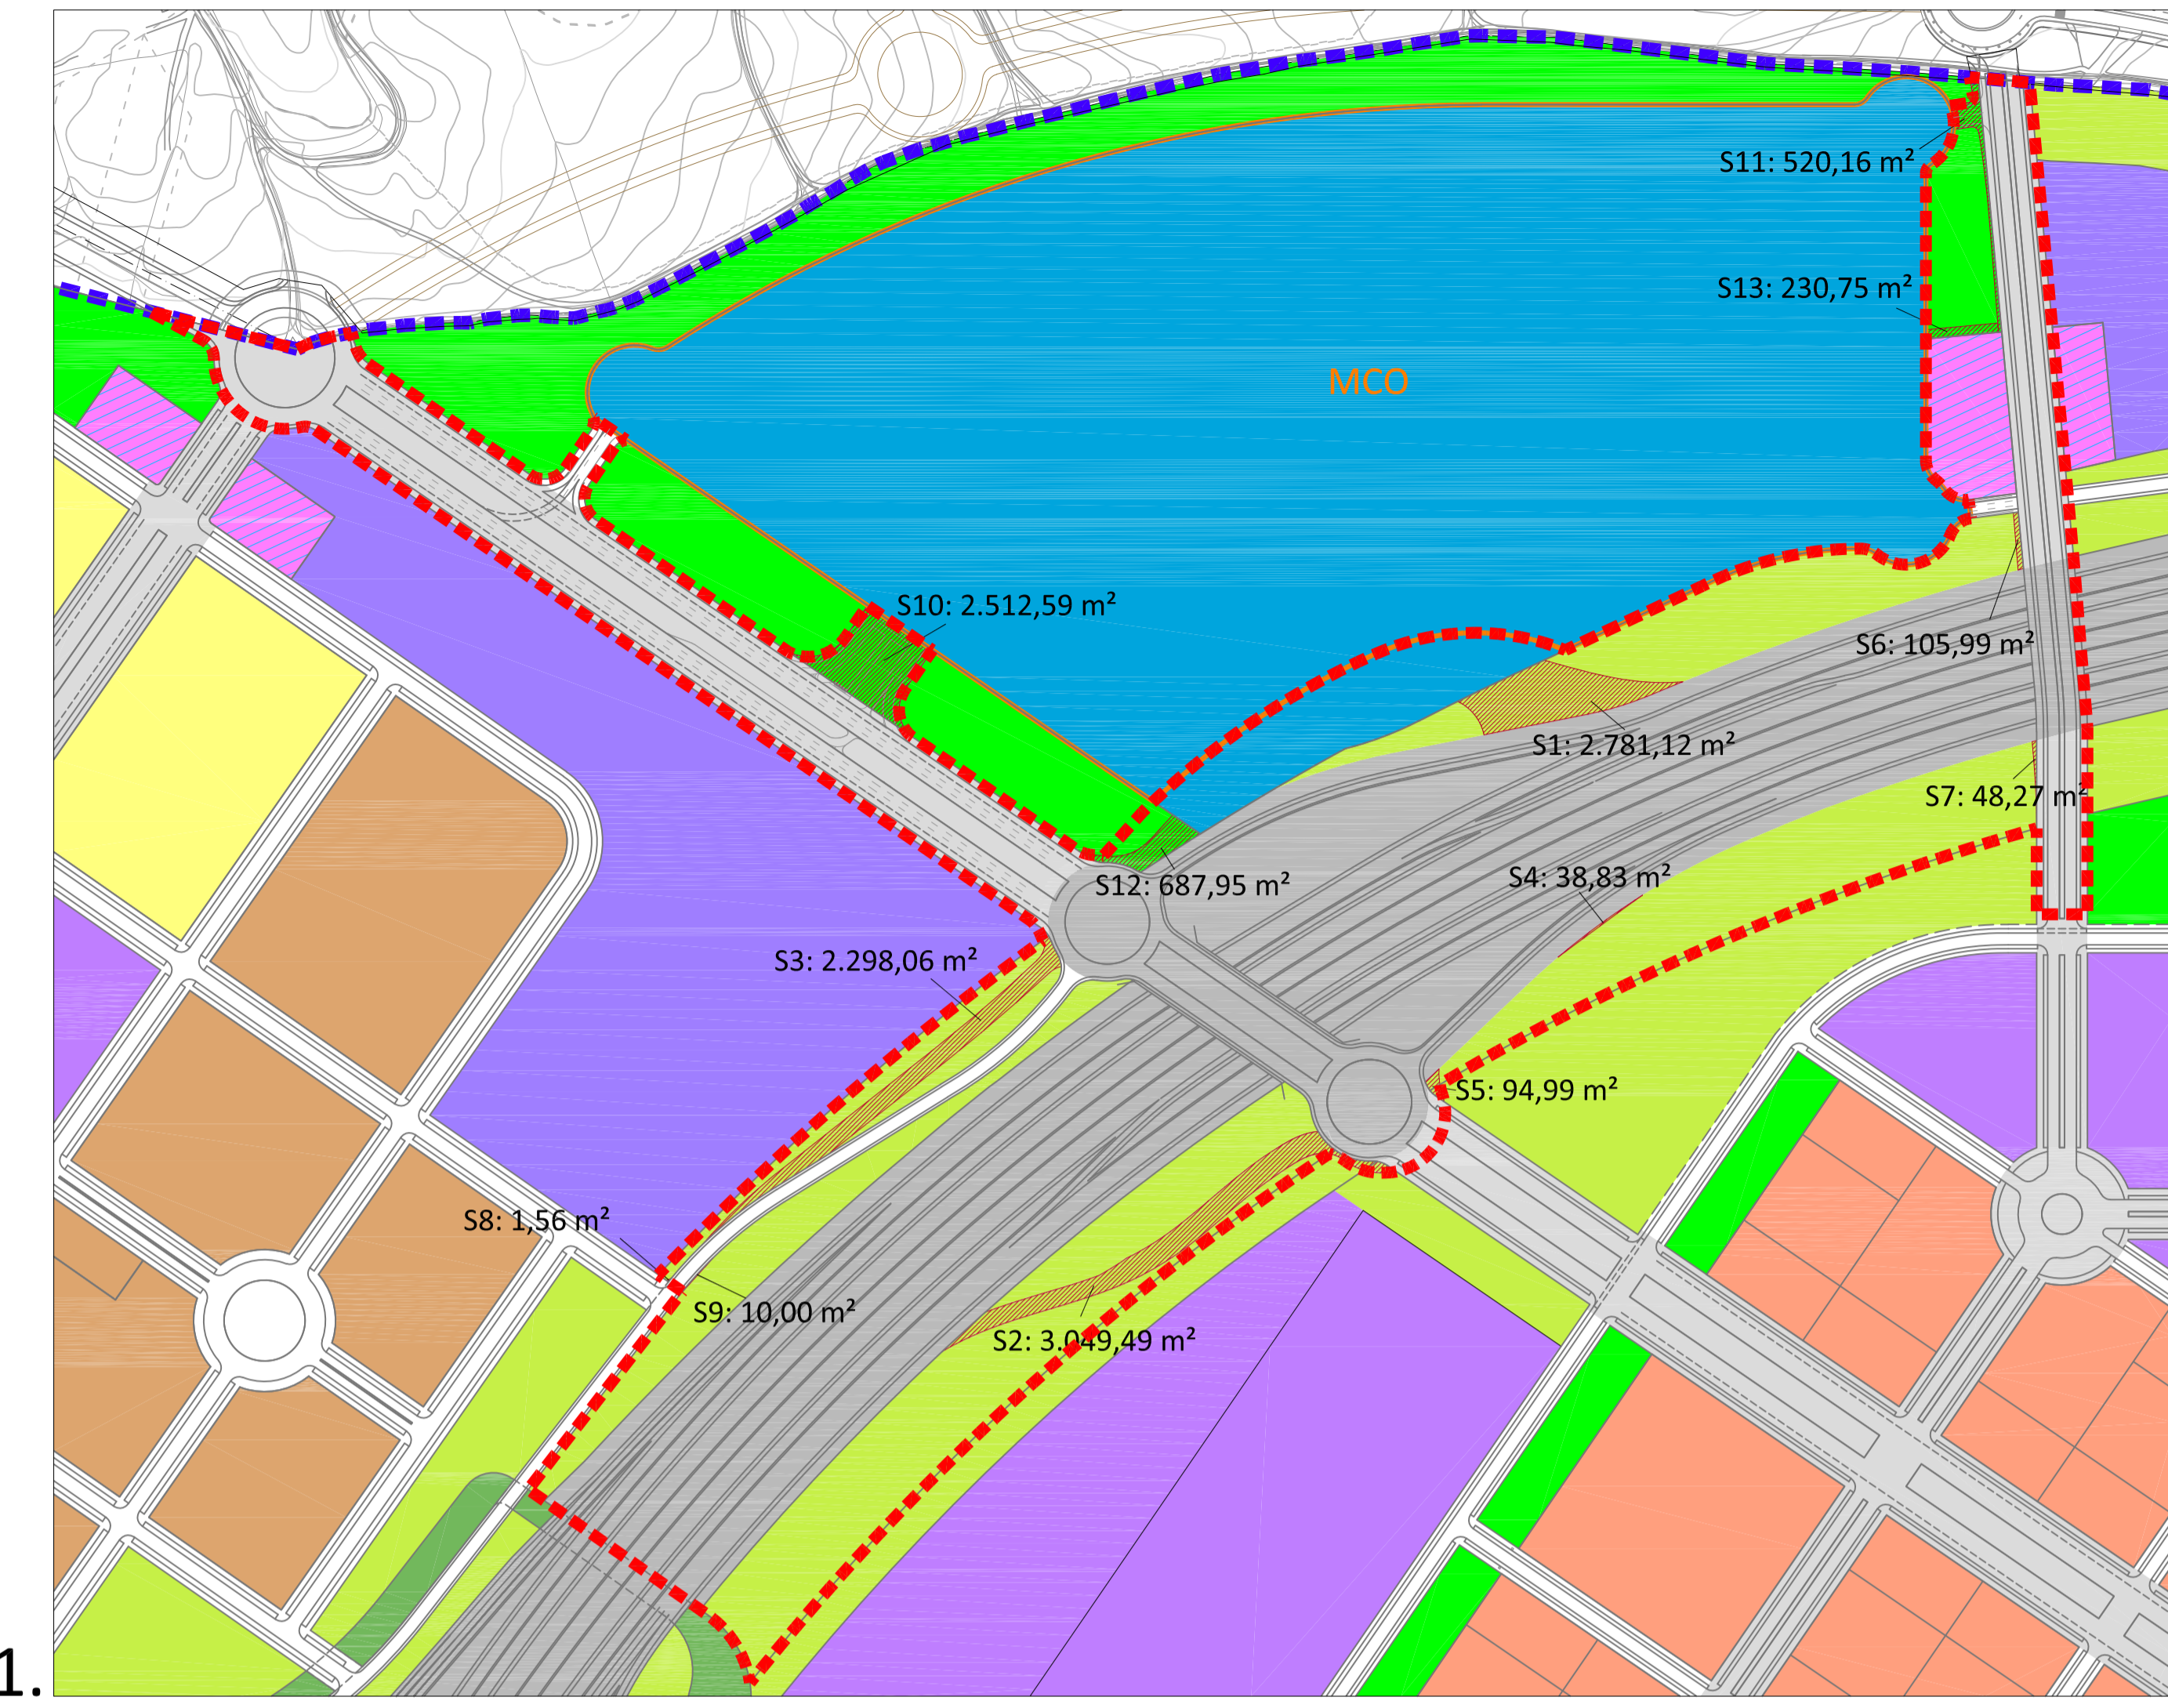 S11: 520,16 m²
S13: 230,75 m²
MCO
S10: 2.512,59 m²
S6: 105,99 m²
S1: 2.781,12 m²
S7: 48,27 m²
S4: 38,83 m²
S12: 687,95 m²
S3: 2.298,06 m²
S5: 94,99 m²
S8: 1,56 m²
S9: 10,00 m²
S2: 3.049,49 m²
1.